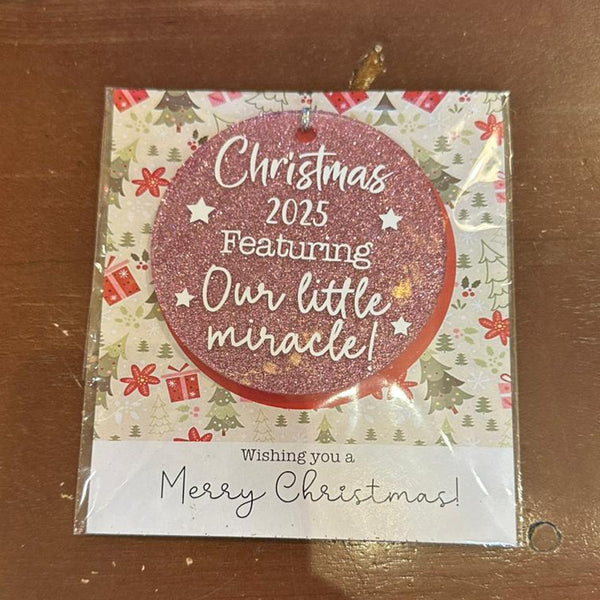 Christmas
2025
Featuring
Our little
miracle!
Wishing you a
Merry Christmas!